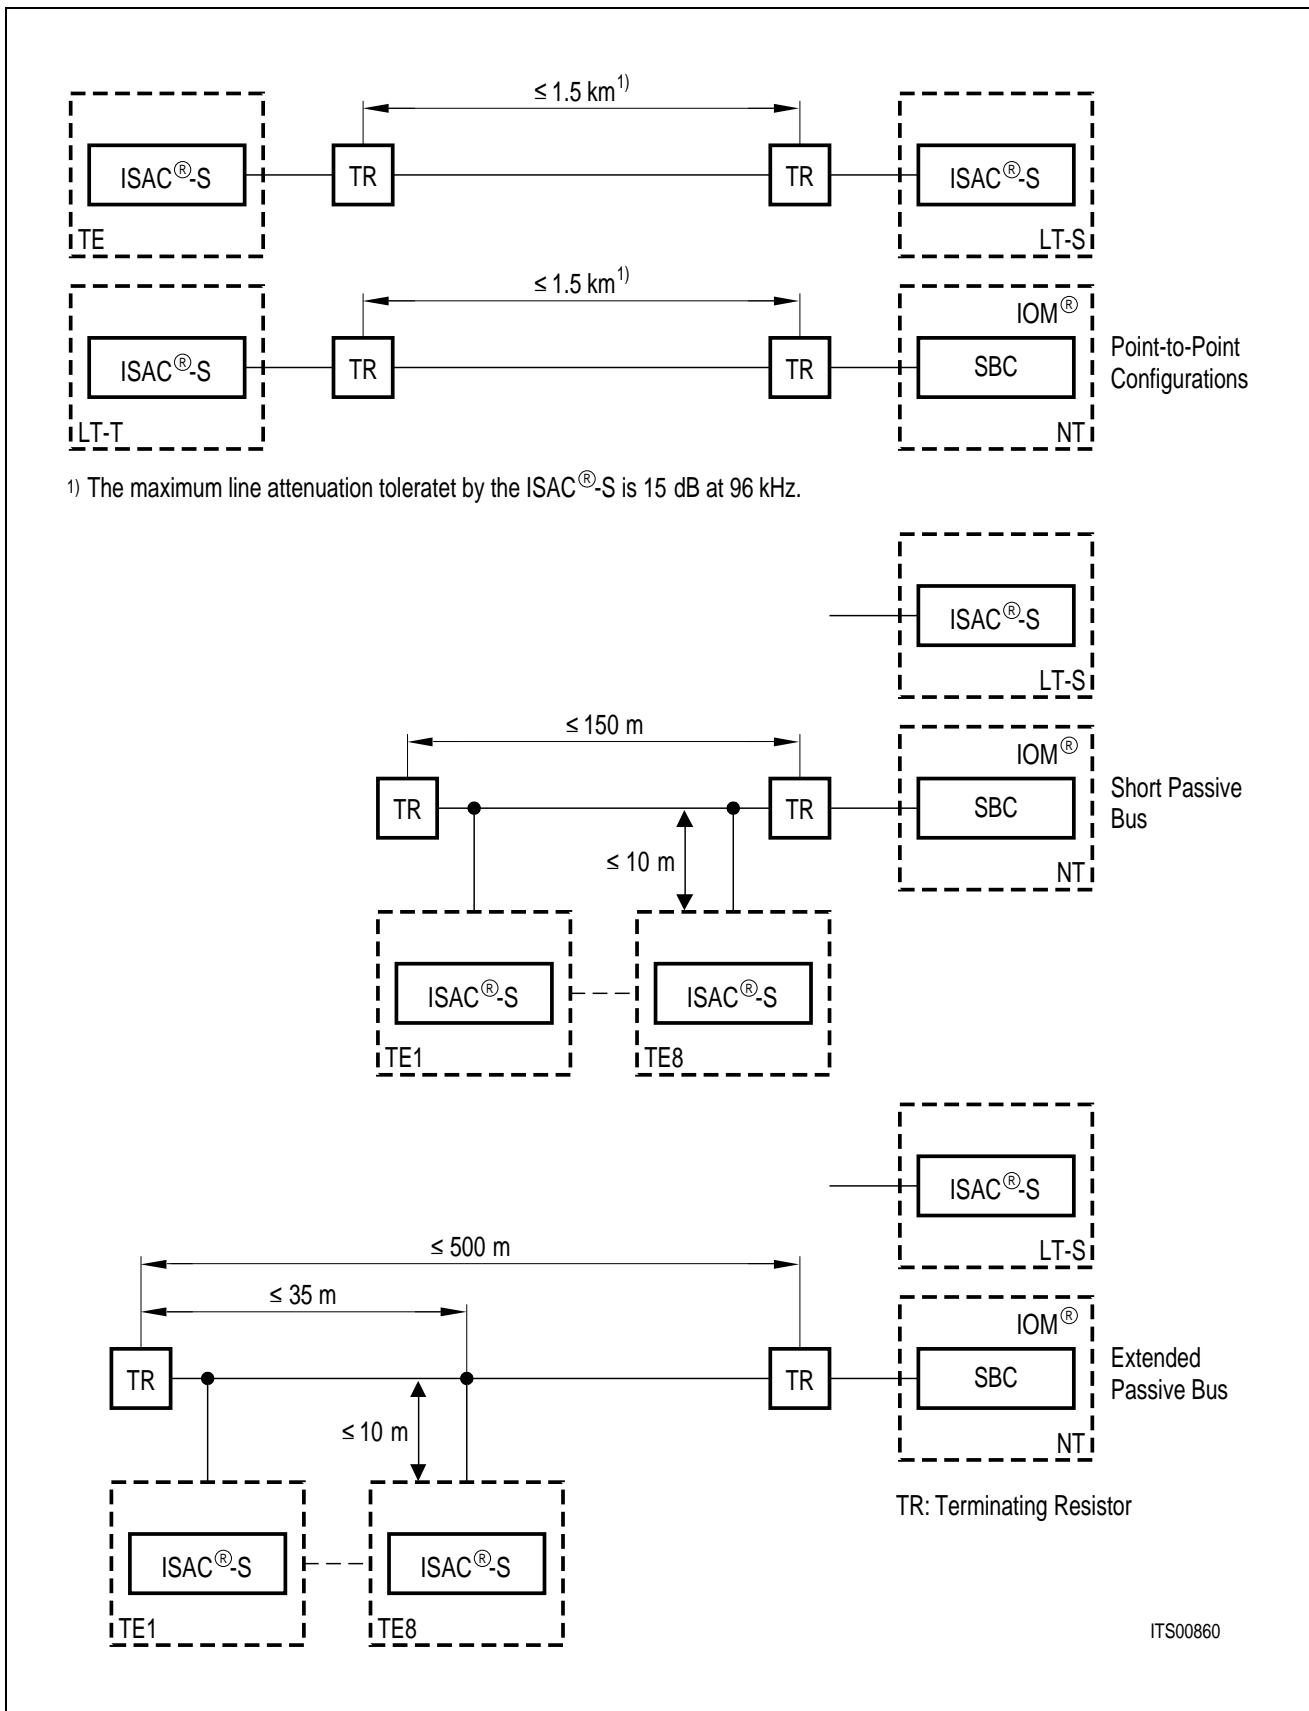 ≤ 1.5 km1)
ISAC®-S
TR
TR
ISAC®-S
TE
LT-S
≤ 1.5 km1)
IOM®
ISAC®-S
TR
TR
SBC
Point-to-Point
Configurations
LT-T
NT
1) The maximum line attenuation toleratet by the ISAC®-S is 15 dB at 96 kHz.
ISAC®-S
LT-S
≤ 150 m
IOM®
TR
TR
SBC
Short Passive
Bus
≤ 10 m
NT
ISAC®-S
ISAC®-S
TE1
TE8
ISAC®-S
LT-S
≤ 500 m
≤ 35 m
IOM®
TR
TR
SBC
Extended
Passive Bus
≤ 10 m
NT
TR: Terminating Resistor
ISAC®-S
ISAC®-S
TE1
TE8
ITS00860